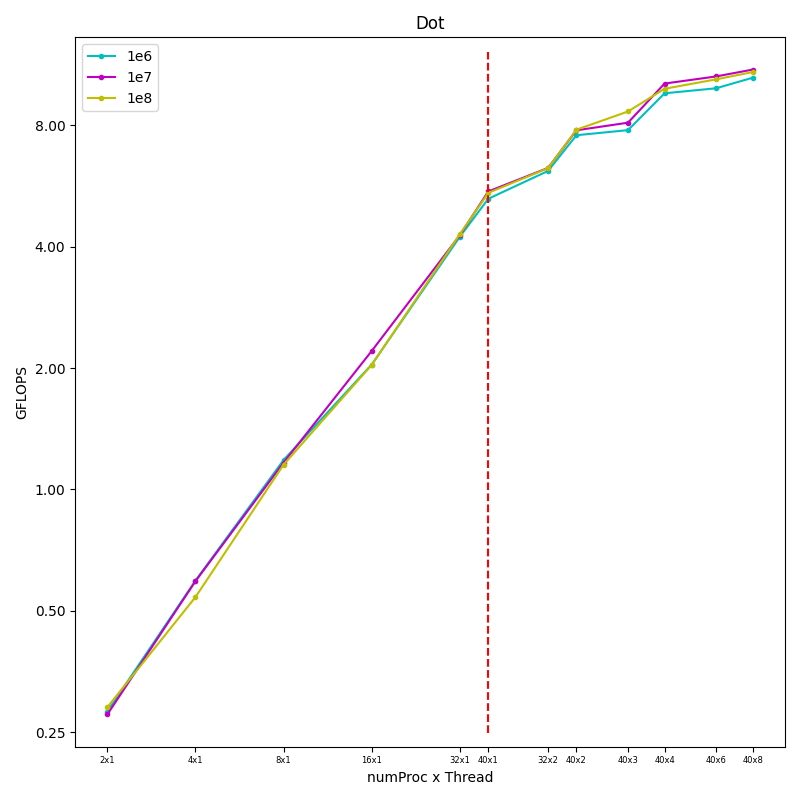 Dot
1e6
1e7
1e8
8.00
4.00
2.00
1.00
0.50
0.25
GFLOPS
2x1 4x1 8x1 16x1 32x1 40x1 32x2 40x2 40x3 40x4 40x6 40x8
numProc x Thread